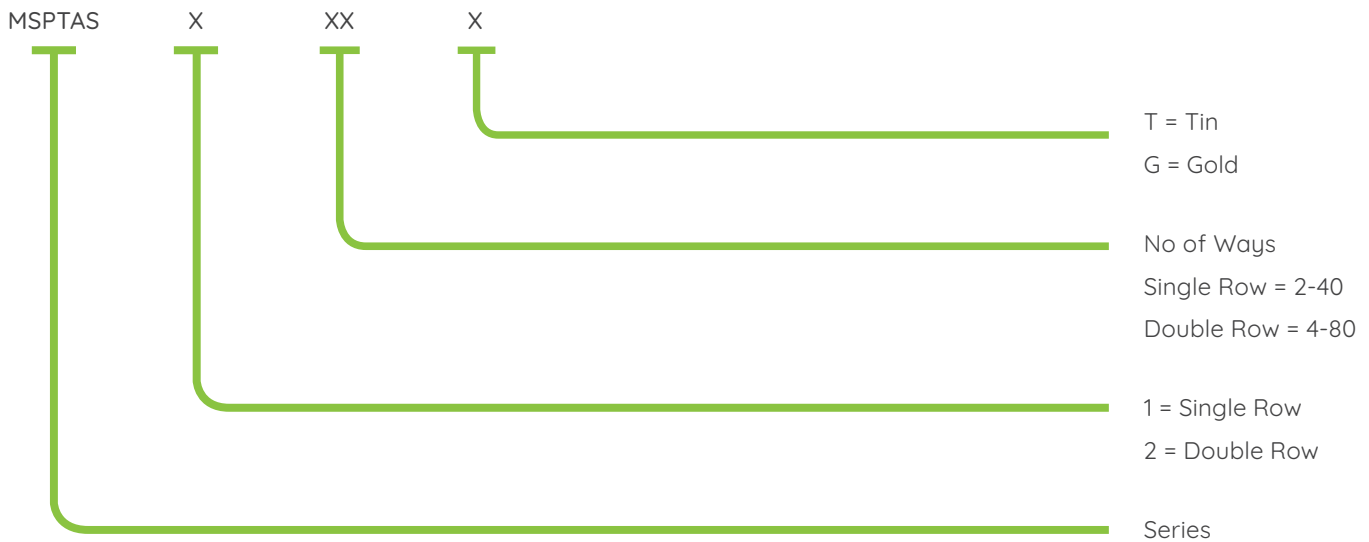 MSPTAS X XX X
T = Tin
G = Gold
No of Ways
Single Row = 2-40
Double Row = 4-80
1 = Single Row
2 = Double Row
Series